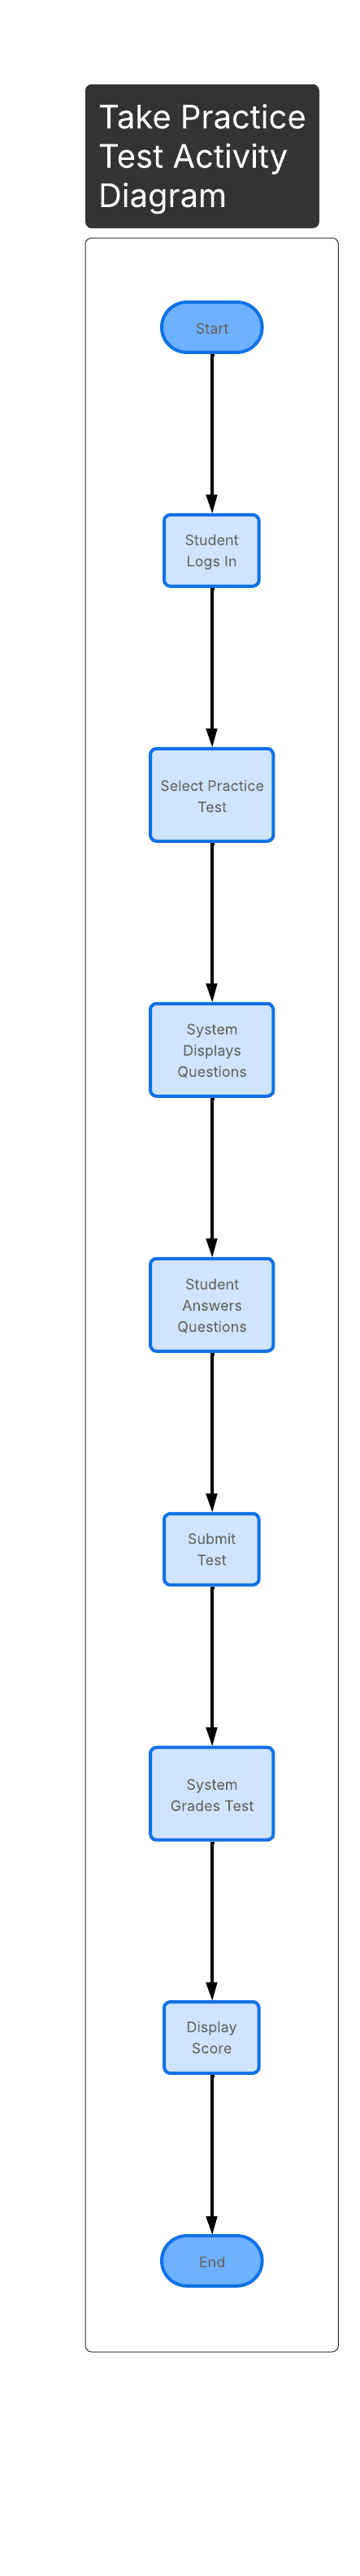 Take Practice
Test Activity
Diagram
Start
Student
Logs In
Select Practice
Test
System
Displays
Questions
Student
Answers
Questions
Submit
Test
System
Grades Test
Display
Score
End